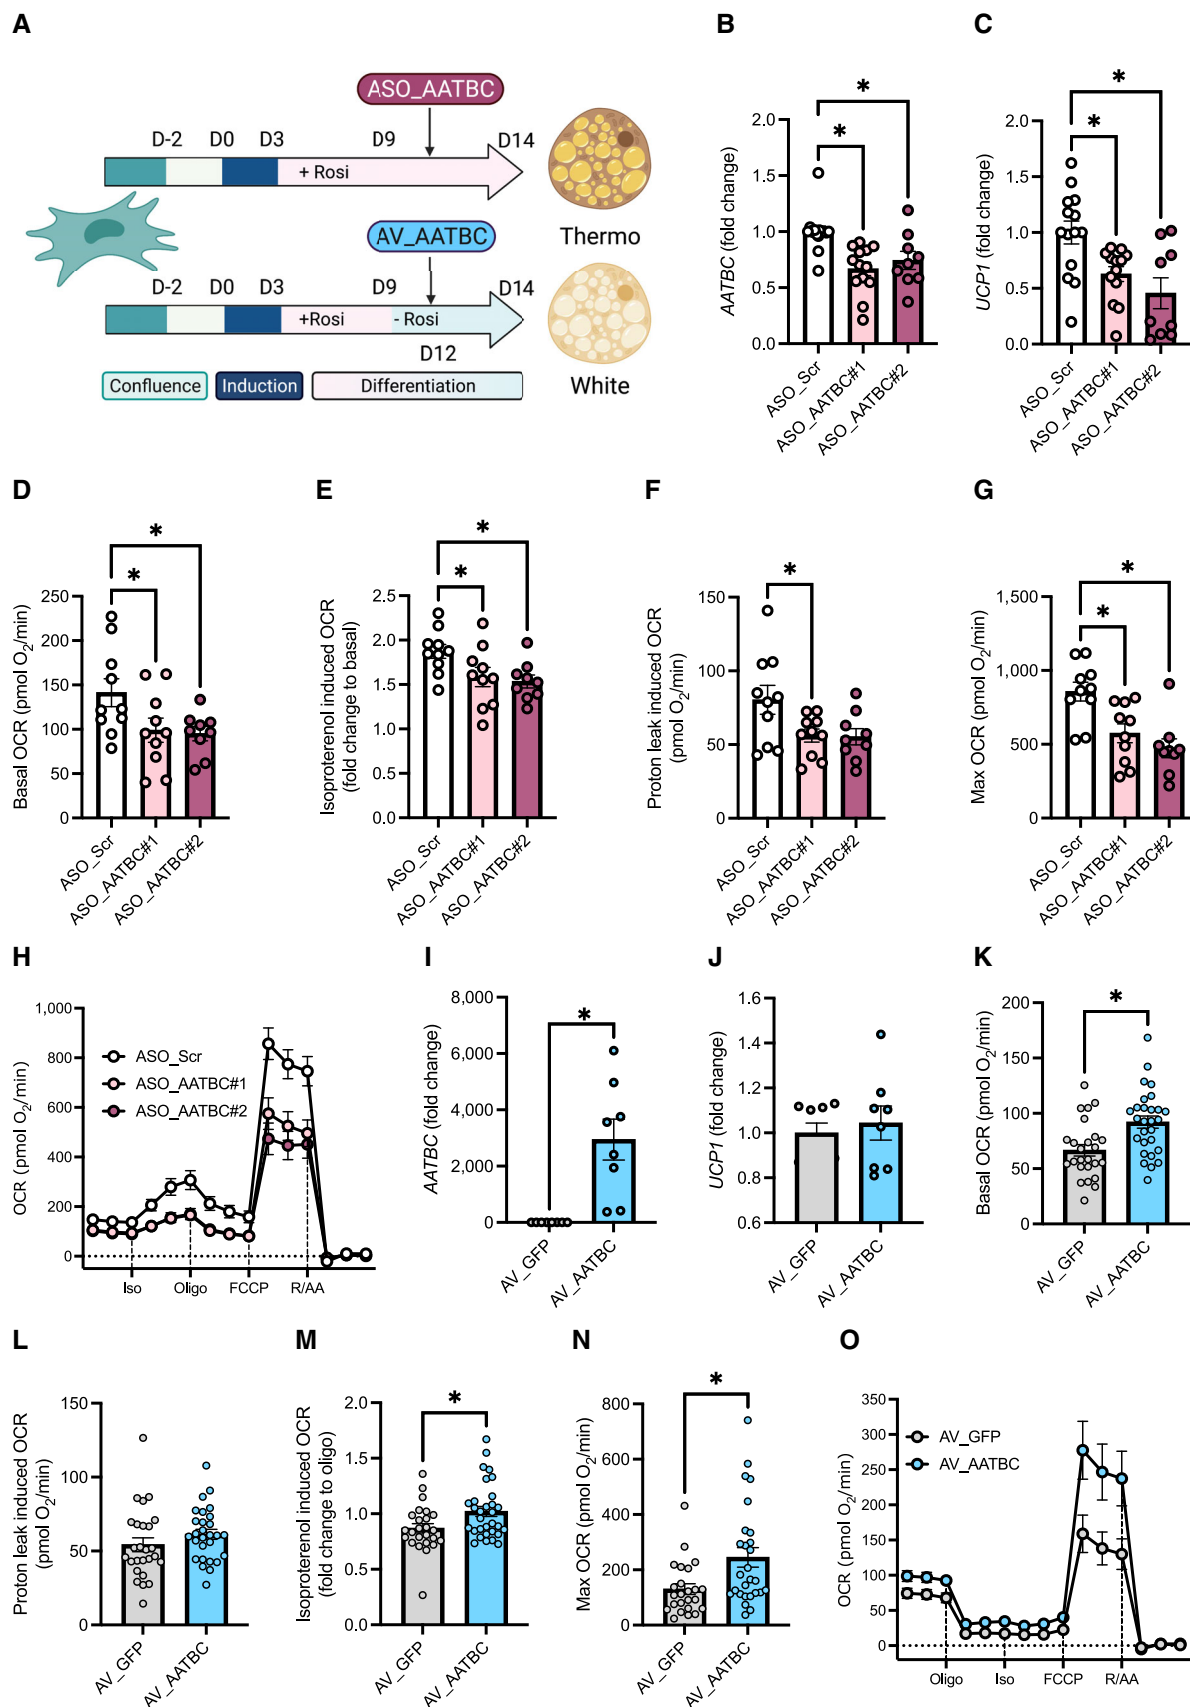 A
ASO_AATBC
D-2 D0 D3 D9 D14
+ Rosi
AV_AATBC
Thermo
D-2 D0 D3 D9 D14
+Rosi - Rosi
D12
Confluence Induction Differentiation
White
B
AATBC (fold change)
2.0
1.5
1.0
0.5
0.0
* *
ASO_Scr
ASO_AATBC#1
ASO_AATBC#2
C
UCP1 (fold change)
2.0
1.5
1.0
0.5
0.0
* *
ASO_Scr
ASO_AATBC#1
ASO_AATBC#2
D
Basal OCR (pmol O2/min)
250
200
150
100
50
0
* *
ASO_Scr
ASO_AATBC#1
ASO_AATBC#2
E
Isoproterenol induced OCR
(fold change to basal)
2.5
2.0
1.5
1.0
0.5
0.0
* *
ASO_Scr
ASO_AATBC#1
ASO_AATBC#2
F
Proton leak induced OCR
(pmol O2/min)
150
100
50
0
*
ASO_Scr
ASO_AATBC#1
ASO_AATBC#2
G
Max OCR (pmol O2/min)
1,500
1,000
500
0
* *
ASO_Scr
ASO_AATBC#1
ASO_AATBC#2
H
OCR (pmol O2/min)
1,000
800
600
400
200
0
ASO_Scr
ASO_AATBC#1
ASO_AATBC#2
Iso Oligo FCCP R/AA
I
AATBC (fold change)
8,000
6,000
4,000
2,000
0
*
AV_GFP
AV_AATBC
J
UCP1 (fold change)
1.6
1.4
1.2
1.0
0.8
0.6
AV_GFP
AV_AATBC
K
Basal OCR (pmol O2/min)
200
150
100
50
0
*
AV_GFP
AV_AATBC
L
Proton leak induced OCR
(pmol O2/min)
150
100
50
0
AV_GFP
AV_AATBC
M
Isoproterenol induced OCR
(fold change to oligo)
2.0
1.5
1.0
0.5
0.0
*
AV_GFP
AV_AATBC
N
Max OCR (pmol O2/min)
800
600
400
200
0
*
AV_GFP
AV_AATBC
O
OCR (pmol O2/min)
350
300
250
200
150
100
50
0
AV_GFP
AV_AATBC
Oligo Iso FCCP R/AA